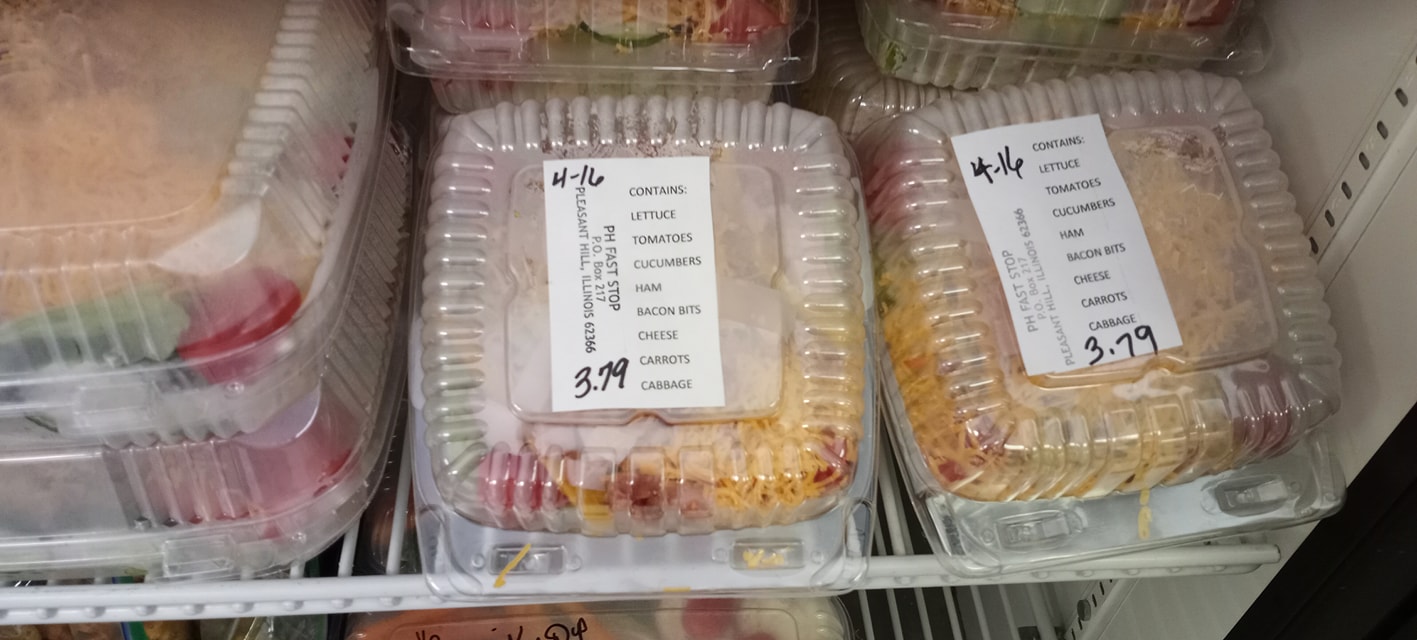 4-16
CONTAINS:
LETTUCE
TOMATOES
CUCUMBERS
HAM
BACON BITS
CHEESE
CARROTS
CABBAGE
PH FAST STOP
P.O. Box 217
PLEASANT HILL, ILLINOIS 62366
3.79
4-16
CONTAINS:
LETTUCE
TOMATOES
CUCUMBERS
HAM
BACON BITS
CHEESE
CARROTS
CABBAGE
PH FAST STOP
P.O. Box 217
PLEASANT HILL, ILLINOIS 62366
3.79